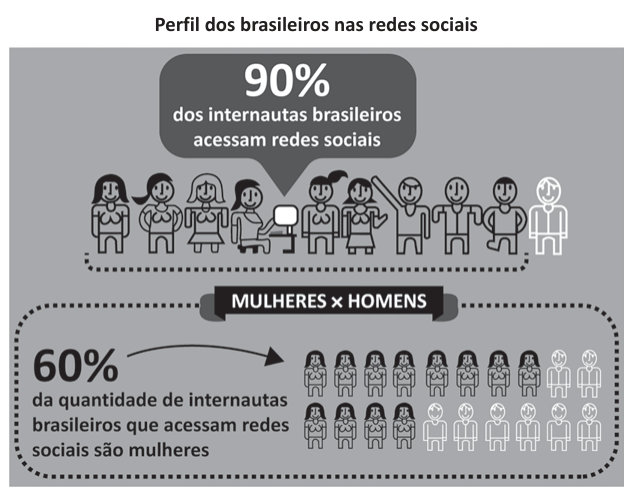 Perfil dos brasileiros nas redes sociais
90%
dos internautas brasileiros
acessam redes sociais
MULHERES × HOMENS
60%
da quantidade de internautas
brasileiros que acessam redes
sociais são mulheres